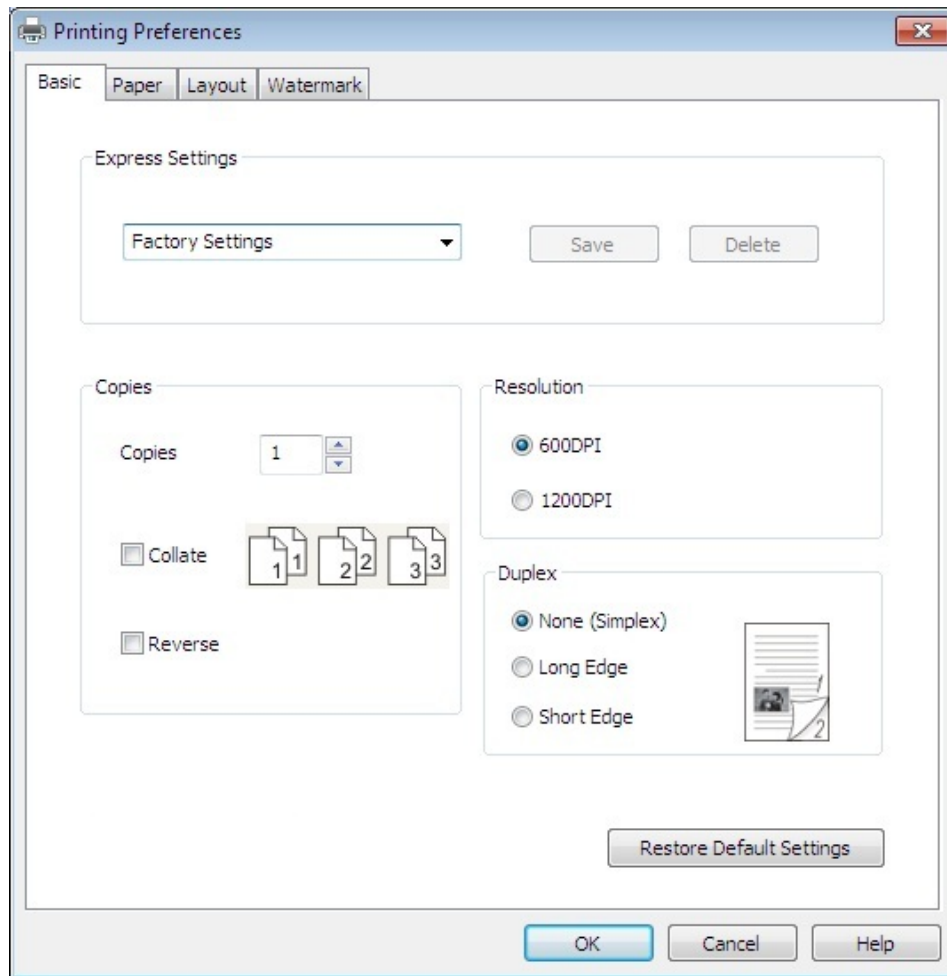 Printing Preferences
Basic Paper Layout Watermark
Express Settings
Factory Settings Save Delete
Copies
Copies 1
Collate 1 1 2 2 3 3
Reverse
Resolution
600DPI
1200DPI
Duplex
None (Simplex)
Long Edge
Short Edge
1
2
Restore Default Settings
OK Cancel Help